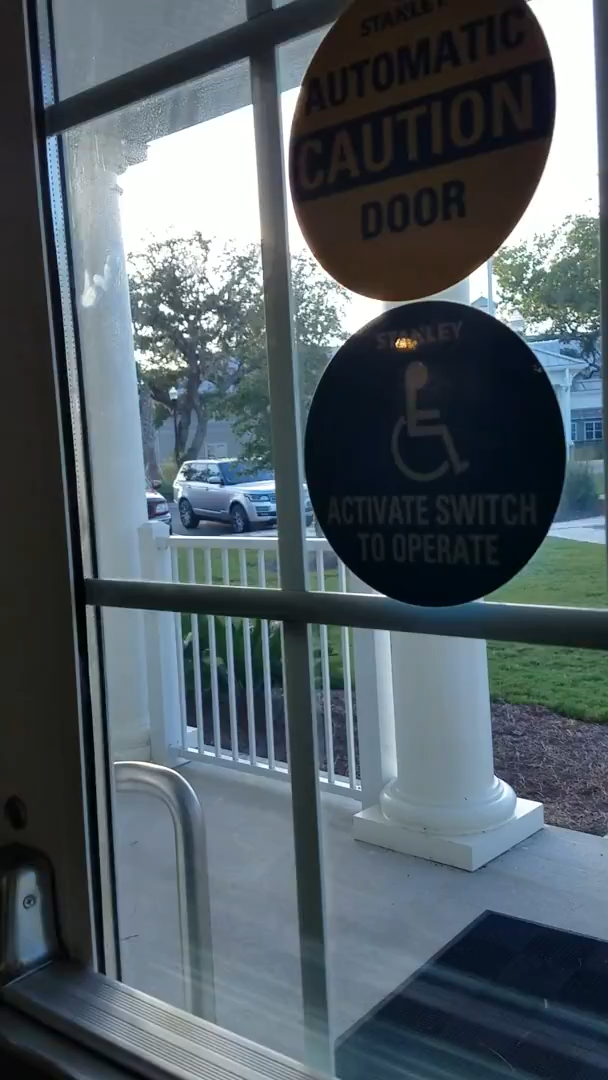 STANLEY
AUTOMATIC
CAUTION
DOOR
STANLEY
ACTIVATE SWITCH
TO OPERATE